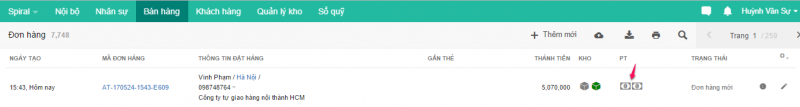 Spiral Nội bộ Nhân sự Bán hàng Khách hàng Quản lý kho Sổ quỹ Huỳnh Văn Sự
Đơn hàng 7,748 Thêm mới Trang 1 / 259
NGÀY TẠO MÃ ĐƠN HÀNG THÔNG TIN ĐẶT HÀNG GẮN THẺ THÀNH TIỀN KHO PT TRẠNG THÁI
15:43, Hôm nay AT-170524-1543-E609 Vinh Phạm / Hà Nội / 5,070,000 Đơn hàng mới
098748764
Công ty tự giao hàng nội thành HCM